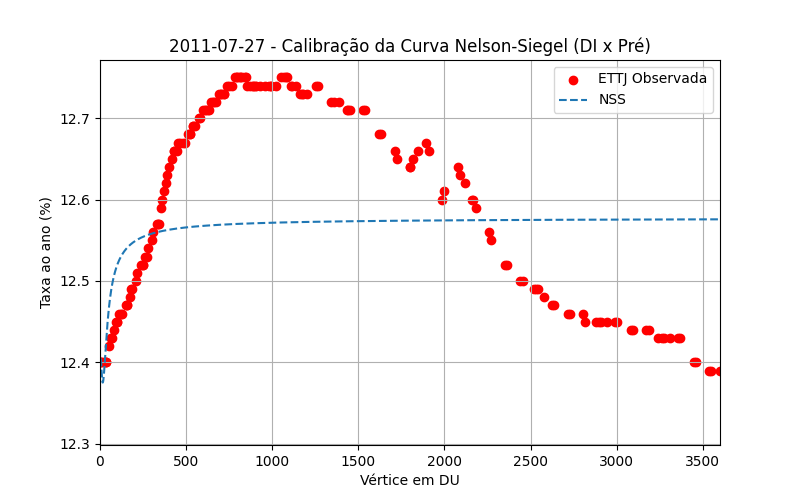 2011-07-27 - Calibração da Curva Nelson-Siegel (DI x Pré)
ETTJ Observada
NSS
Taxa ao ano (%)
12.7
12.6
12.5
12.4
12.3
0 500 1000 1500 2000 2500 3000 3500
Vértice em DU